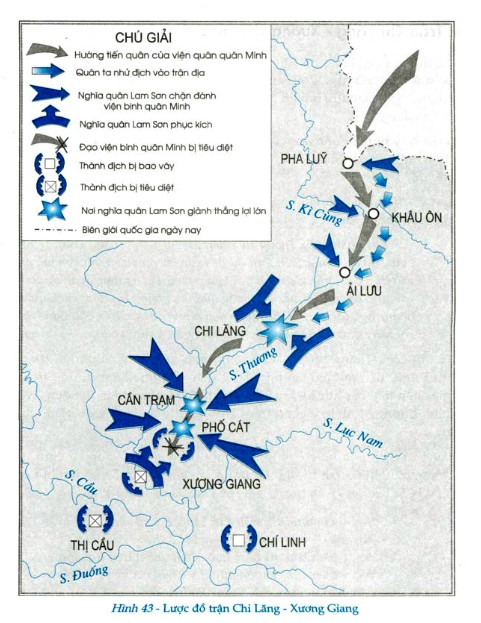 CHÚ GIẢI
Hướng tiến quân của viện quân quân Minh
Quân ta nhử địch vào trận địa
Nghĩa quân Lam Sơn chặn đánh
viện binh quân Minh
Nghĩa quân Lam Sơn phục kích
Đạo viện binh quân Minh bị tiêu diệt
Thành địch bị bao vây
Thành địch bị tiêu diệt
Nơi nghĩa quân Lam Sơn giành thắng lợi lớn
Biên giới quốc gia ngày nay
PHA LUỸ
S. Kì Cùng
KHÂU ÔN
ẢI LƯU
CHI LĂNG
S. Thương
CẦN TRẠM
PHỐ CÁT
S. Lục Nam
XƯƠNG GIANG
S. Cầu
THỊ CẦU
CHÍ LINH
S. Đuống
Hình 43 - Lược đồ trận Chi Lăng - Xương Giang